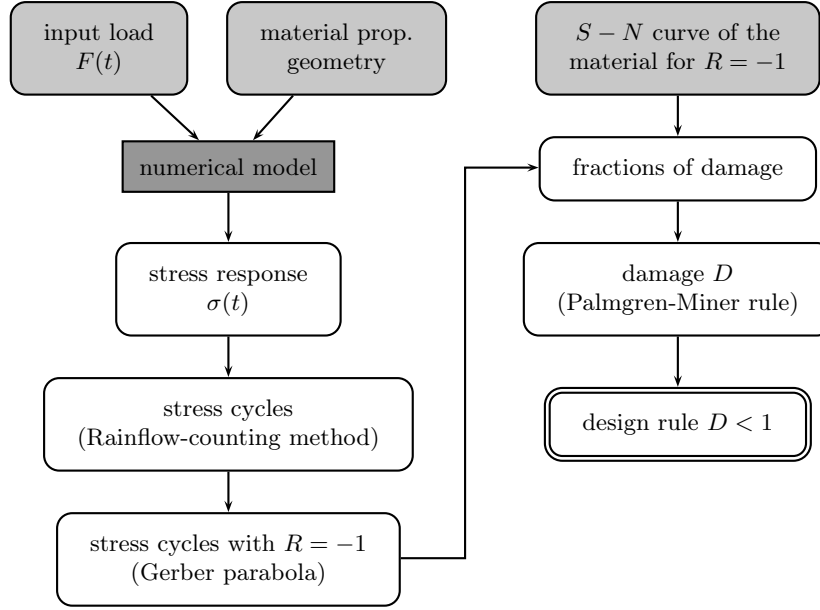 input load
F(t)
material prop.
geometry
numerical model
stress response
σ(t)
stress cycles
(Rainflow-counting method)
stress cycles with R = −1
(Gerber parabola)
S − N curve of the
material for R = −1
fractions of damage
damage D
(Palmgren-Miner rule)
design rule D < 1